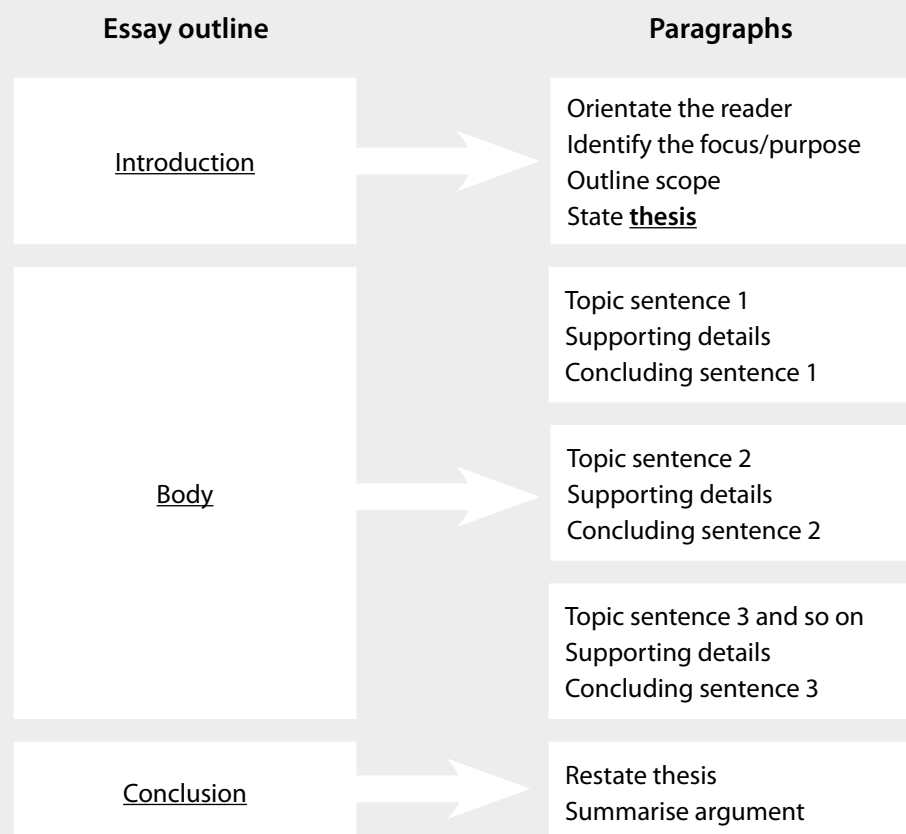 Essay outline
Paragraphs
Introduction
Orientate the reader
Identify the focus/purpose
Outline scope
State thesis
Body
Topic sentence 1
Supporting details
Concluding sentence 1
Topic sentence 2
Supporting details
Concluding sentence 2
Topic sentence 3 and so on
Supporting details
Concluding sentence 3
Conclusion
Restate thesis
Summarise argument